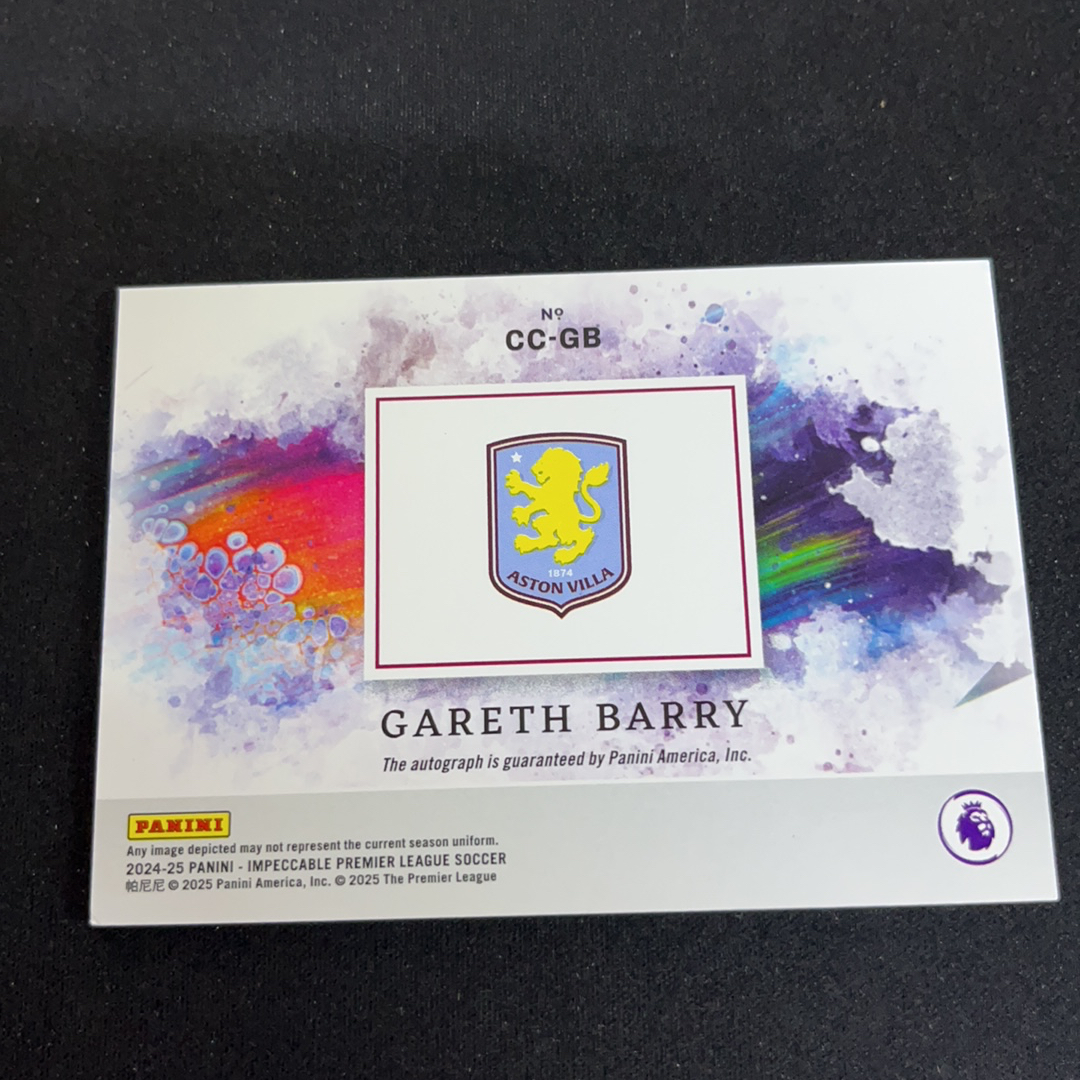 Nº
CC-GB
1874
ASTON VILLA
GARETH BARRY
The autograph is guaranteed by Panini America, Inc.
PANINI
Any image depicted may not represent the current season uniform.
2024-25 PANINI - IMPECCABLE PREMIER LEAGUE SOCCER
帕尼尼 © 2025 Panini America, Inc. © 2025 The Premier League